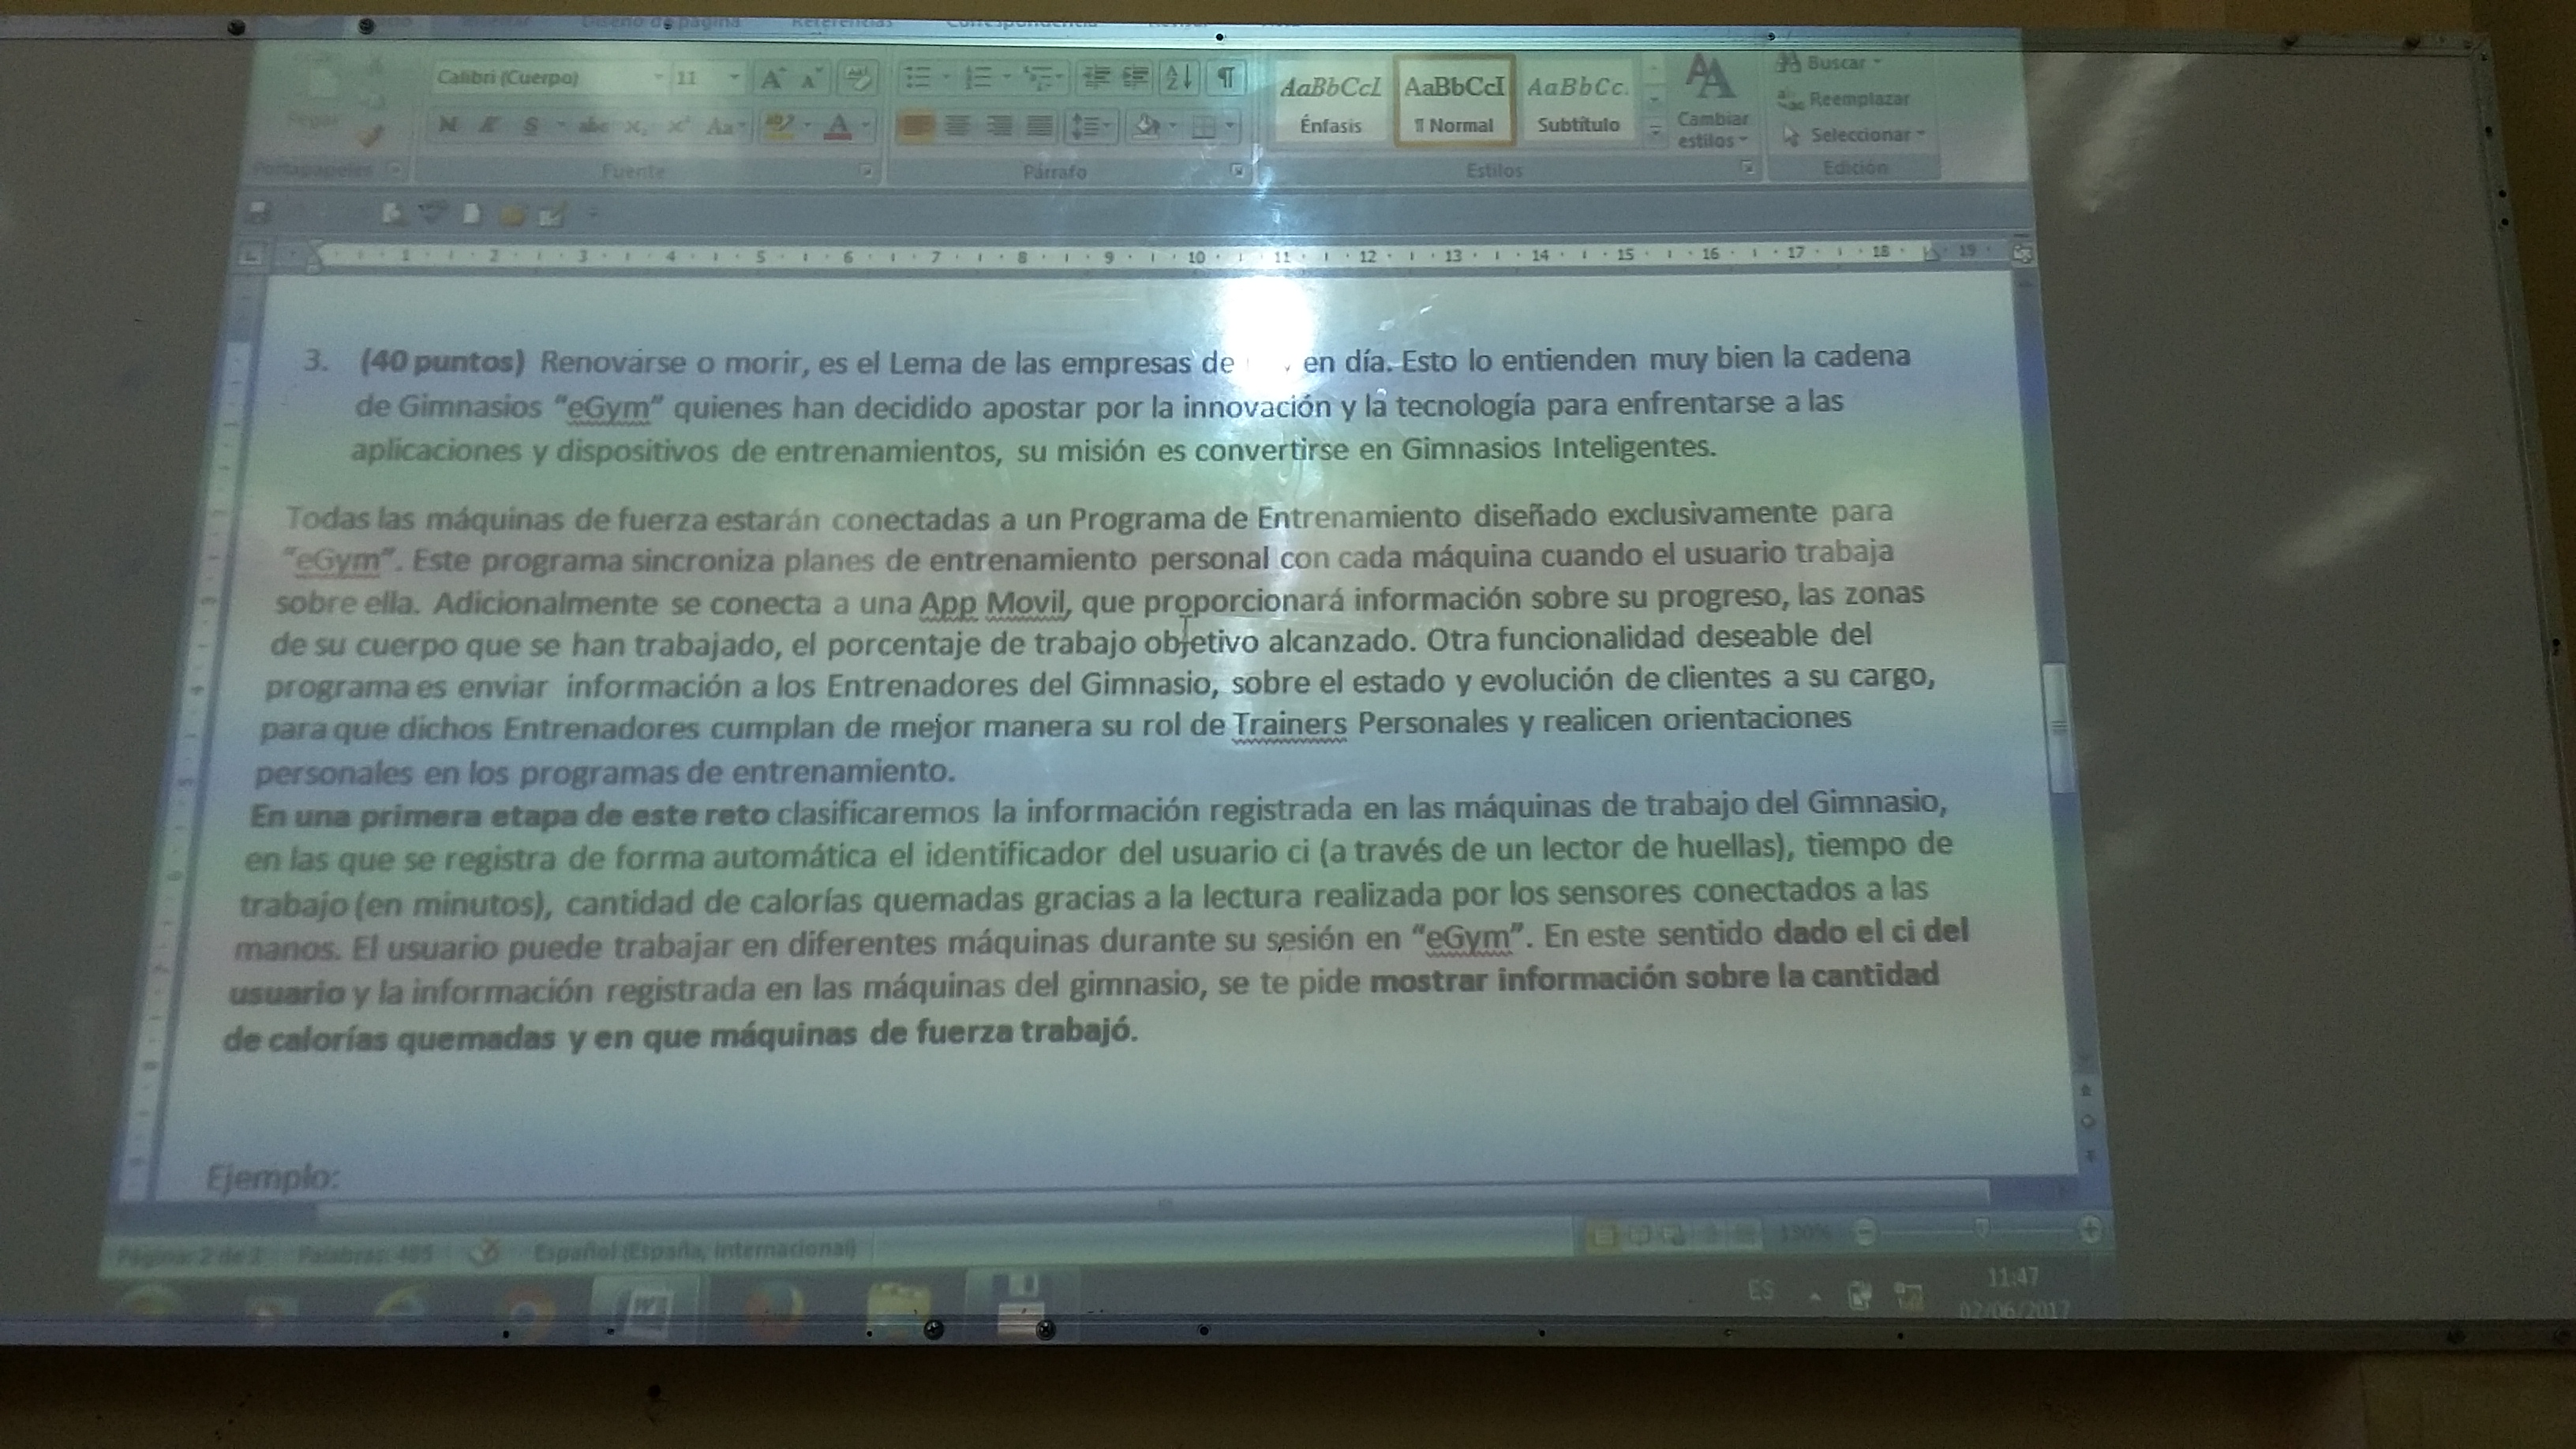 Diseño de página Referencias Correspondencia
Calibri (Cuerpo) 11
AaBbCcI AaBbCcI AaBbCc.
Énfasis ¶ Normal Subtítulo
Cambiar estilos
Buscar
Reemplazar
Seleccionar
Portapapeles Fuente Párrafo Estilos Edición
1 2 3 4 5 6 7 8 9 10 11 12 13 14 15 16 17 18 19
3. (40 puntos) Renovarse o morir, es el Lema de las empresas de en día. Esto lo entienden muy bien la cadena
de Gimnasios “eGym” quienes han decidido apostar por la innovación y la tecnología para enfrentarse a las
aplicaciones y dispositivos de entrenamientos, su misión es convertirse en Gimnasios Inteligentes.
Todas las máquinas de fuerza estarán conectadas a un Programa de Entrenamiento diseñado exclusivamente para
“eGym”. Este programa sincroniza planes de entrenamiento personal con cada máquina cuando el usuario trabaja
sobre ella. Adicionalmente se conecta a una App Movil, que proporcionará información sobre su progreso, las zonas
de su cuerpo que se han trabajado, el porcentaje de trabajo objetivo alcanzado. Otra funcionalidad deseable del
programa es enviar información a los Entrenadores del Gimnasio, sobre el estado y evolución de clientes a su cargo,
para que dichos Entrenadores cumplan de mejor manera su rol de Trainers Personales y realicen orientaciones
personales en los programas de entrenamiento.
En una primera etapa de este reto clasificaremos la información registrada en las máquinas de trabajo del Gimnasio,
en las que se registra de forma automática el identificador del usuario ci (a través de un lector de huellas), tiempo de
trabajo (en minutos), cantidad de calorías quemadas gracias a la lectura realizada por los sensores conectados a las
manos. El usuario puede trabajar en diferentes máquinas durante su sesión en “eGym”. En este sentido dado el ci del
usuario y la información registrada en las máquinas del gimnasio, se te pide mostrar información sobre la cantidad
de calorías quemadas y en que máquinas de fuerza trabajó.
Ejemplo:
Página: 2 de 2 Palabras: 485 Español (España, internacional) 150%
ES 11:47
02/06/2017